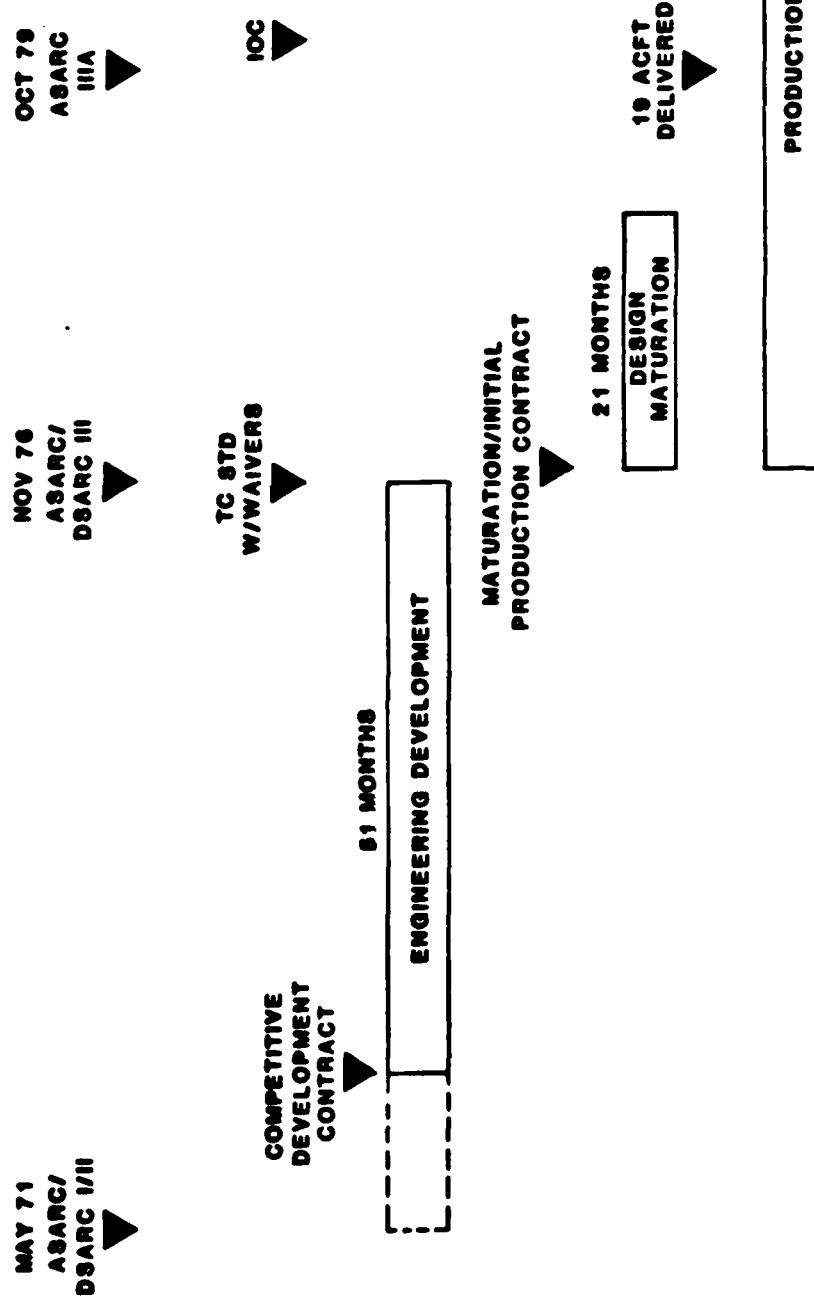 MAY 71
ASARC/
DSARC I/II
NOV 76
ASARC/
DSARC III
OCT 79
ASARC
IIIA
TC STD
W/WAIVERS
IOC
COMPETITIVE
DEVELOPMENT
CONTRACT
51 MONTHS
ENGINEERING DEVELOPMENT
MATURATION/INITIAL
PRODUCTION CONTRACT
21 MONTHS
DESIGN
MATURATION
19 ACFT
DELIVERED
PRODUCTION